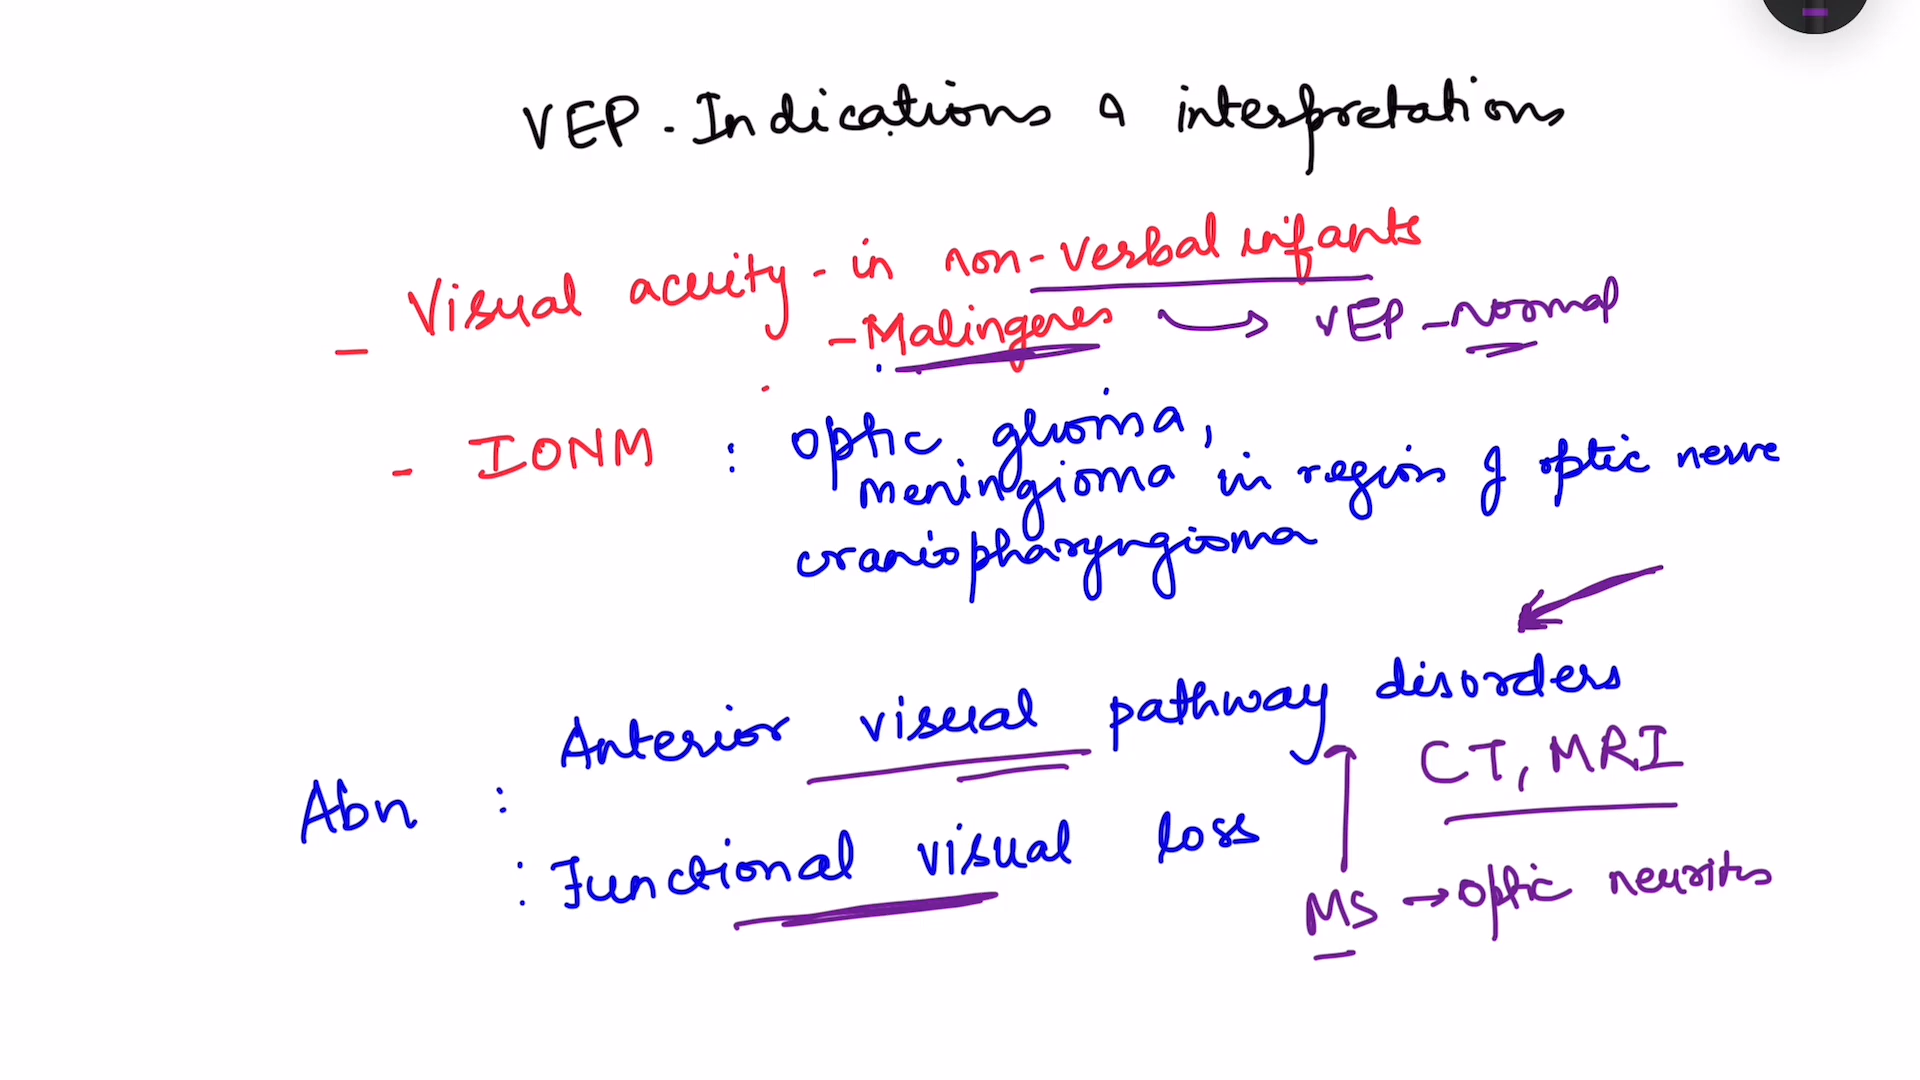 VEP - Indications & interpretations
- Visual acuity - in non-verbal infants
- Malingeres → VEP - normal
- IONM : optic glioma,
meningioma in region of optic nerve
craniopharyngioma
Anterior visual pathway disorders
CT, MRI
Abn :
: Functional visual loss
MS → optic neuritis